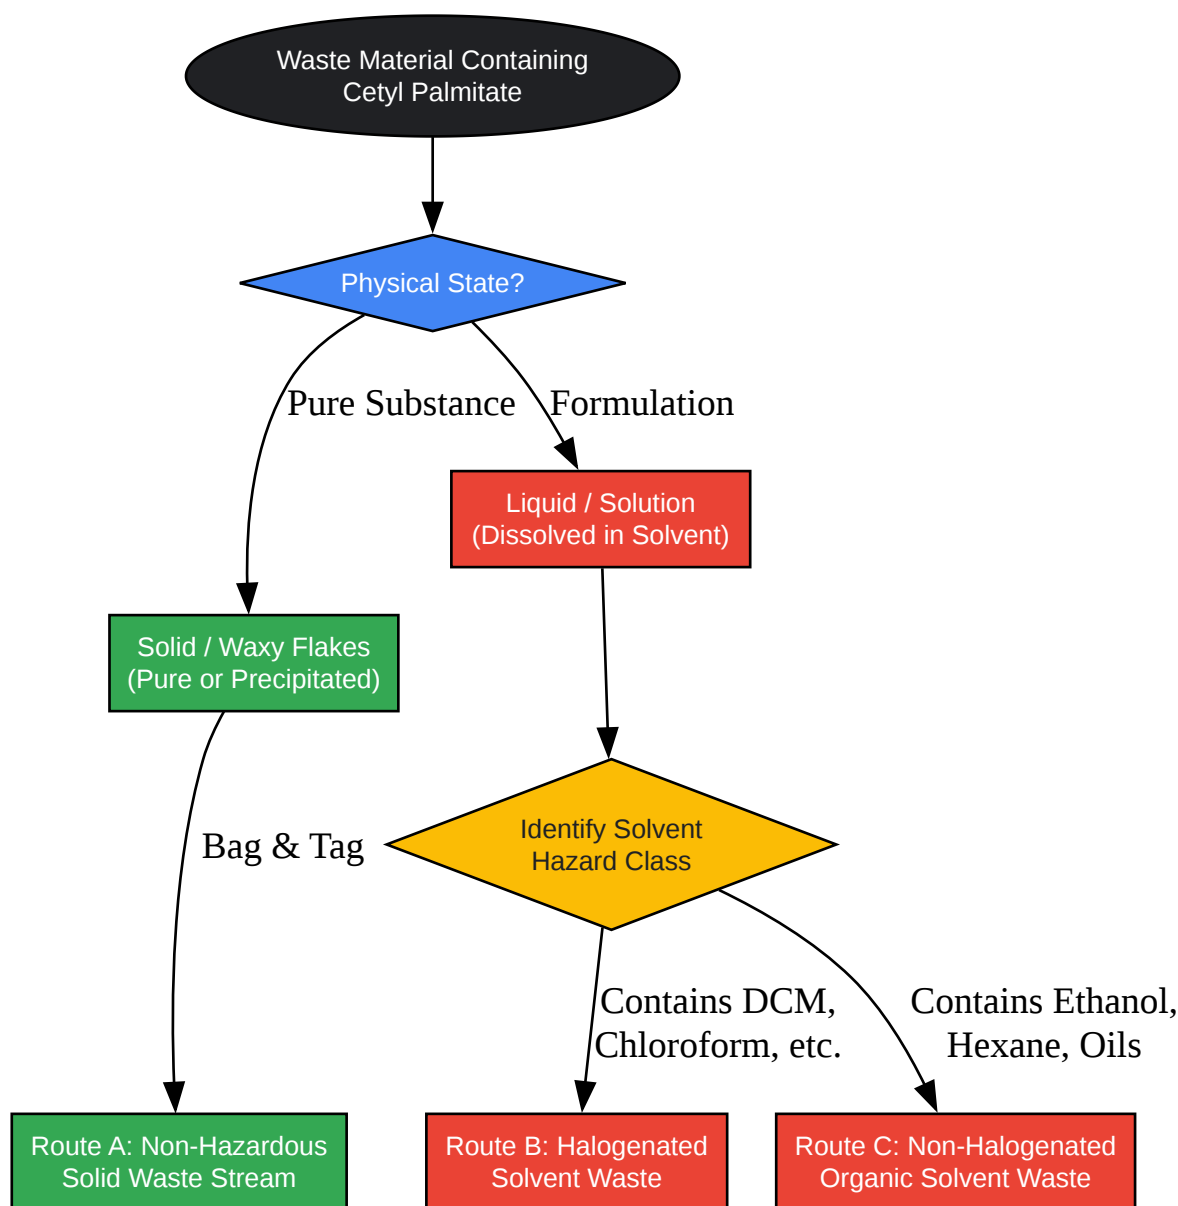 Waste Material Containing
Cetyl Palmitate
Physical State?
Pure Substance
Formulation
Liquid / Solution
(Dissolved in Solvent)
Solid / Waxy Flakes
(Pure or Precipitated)
Bag & Tag
Identify Solvent
Hazard Class
Contains DCM,
Chloroform, etc.
Contains Ethanol,
Hexane, Oils
Route A: Non-Hazardous
Solid Waste Stream
Route B: Halogenated
Solvent Waste
Route C: Non-Halogenated
Organic Solvent Waste